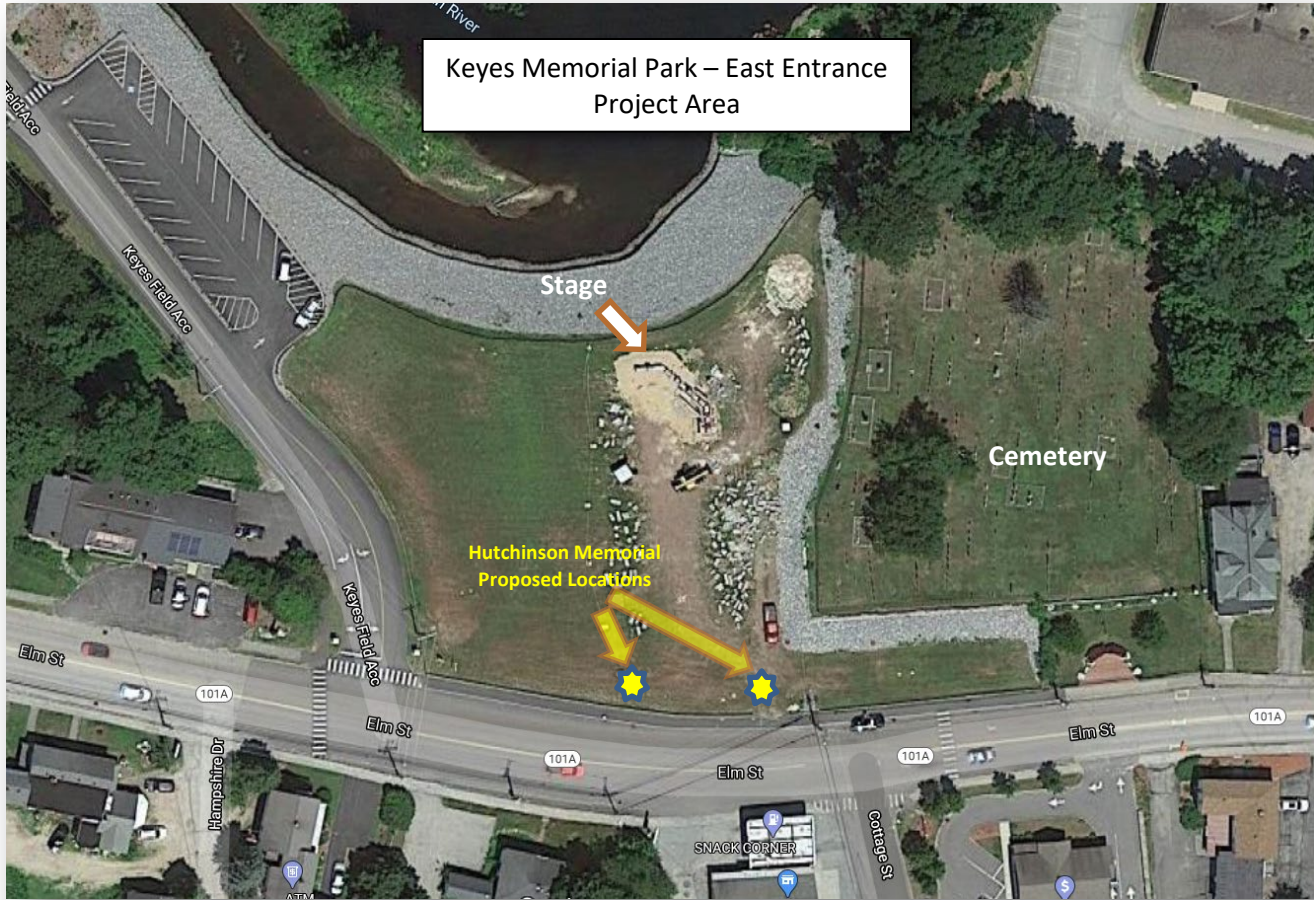 River
Keyes Memorial Park – East Entrance
Project Area
Field Acc
Keyes Field Acc
Stage
Cemetery
Hutchinson Memorial
Proposed Locations
Keyes Field Acc
Elm St
101A
Elm St
101A
Elm St
101A
Elm St
101A
Hampshire Dr
SNACK CORNER
Cottage St
ATM
$